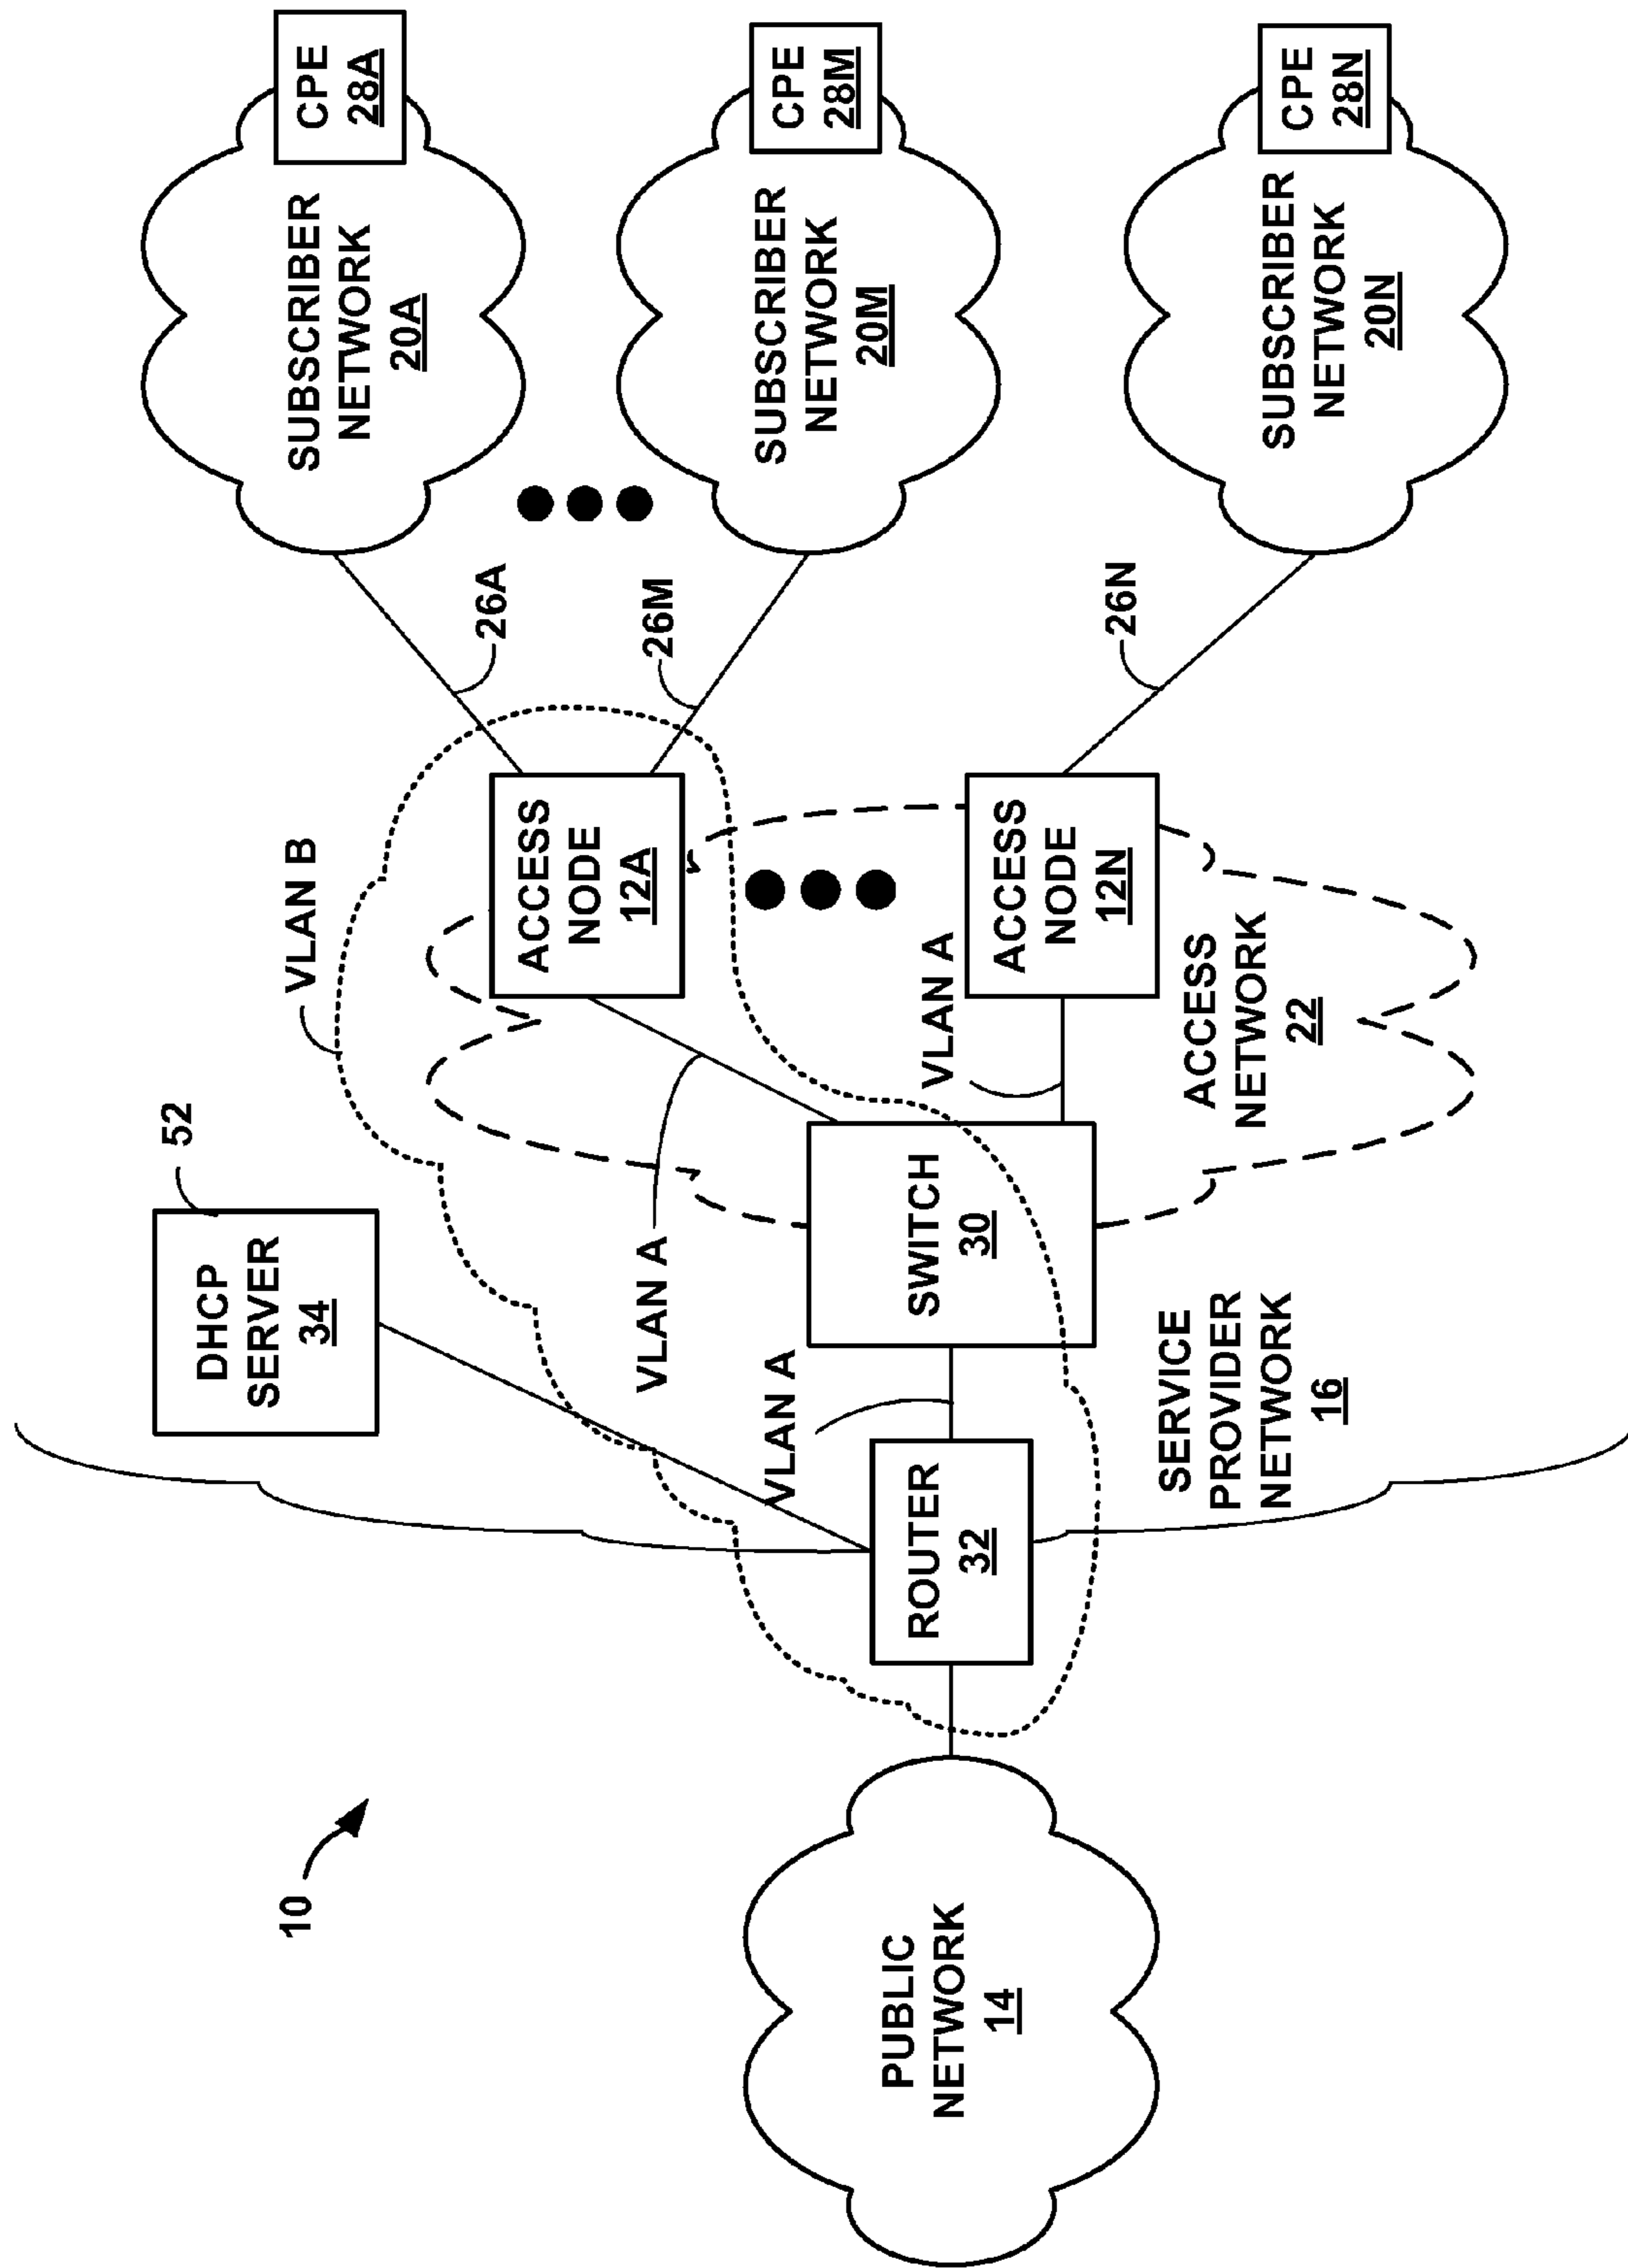 10
PUBLIC
NETWORK
14
52
DHCP
SERVER
34
ROUTER
32
VLAN A
SWITCH
30
SERVICE
PROVIDER
NETWORK
16
VLAN A
VLAN B
VLAN A
ACCESS
NODE
12A
ACCESS
NODE
12N
ACCESS
NETWORK
22
26A
26M
26N
SUBSCRIBER
NETWORK
20A
CPE
28A
SUBSCRIBER
NETWORK
20M
CPE
28M
SUBSCRIBER
NETWORK
20N
CPE
28N